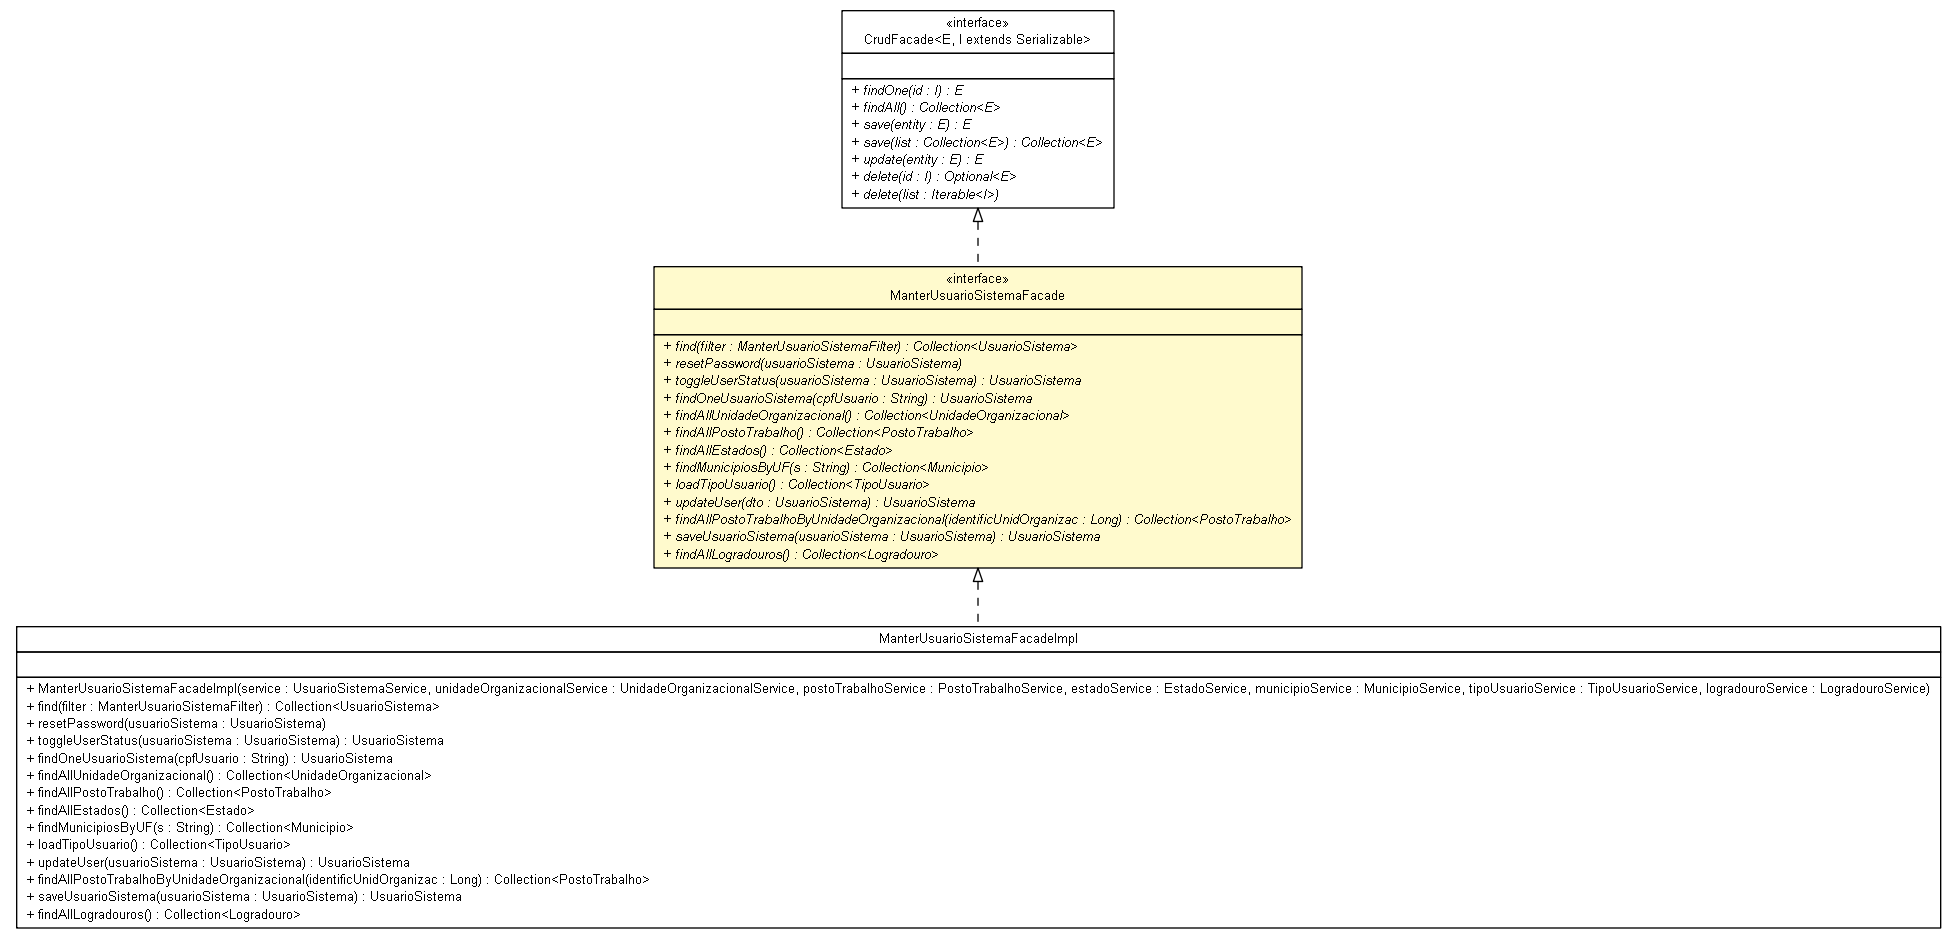 «interface»
CrudFacade<E, I extends Serializable>
+ findOne(id : I) : E
+ findAll() : Collection<E>
+ save(entity : E) : E
+ save(list : Collection<E>) : Collection<E>
+ update(entity : E) : E
+ delete(id : I) : Optional<E>
+ delete(list : Iterable<I>)
«interface»
ManterUsuarioSistemaFacade
+ find(filter : ManterUsuarioSistemaFilter) : Collection<UsuarioSistema>
+ resetPassword(usuarioSistema : UsuarioSistema)
+ toggleUserStatus(usuarioSistema : UsuarioSistema) : UsuarioSistema
+ findOneUsuarioSistema(cpfUsuario : String) : UsuarioSistema
+ findAllUnidadeOrganizacional() : Collection<UnidadeOrganizacional>
+ findAllPostoTrabalho() : Collection<PostoTrabalho>
+ findAllEstados() : Collection<Estado>
+ findMunicipiosByUF(s : String) : Collection<Municipio>
+ loadTipoUsuario() : Collection<TipoUsuario>
+ updateUser(dto : UsuarioSistema) : UsuarioSistema
+ findAllPostoTrabalhoByUnidadeOrganizacional(identificUnidOrganizac : Long) : Collection<PostoTrabalho>
+ saveUsuarioSistema(usuarioSistema : UsuarioSistema) : UsuarioSistema
+ findAllLogradouros() : Collection<Logradouro>
ManterUsuarioSistemaFacadeImpl
+ ManterUsuarioSistemaFacadeImpl(service : UsuarioSistemaService, unidadeOrganizacionalService : UnidadeOrganizacionalService, postoTrabalhoService : PostoTrabalhoService, estadoService : EstadoService, municipioService : MunicipioService, tipoUsuarioService : TipoUsuarioService, logradouroService : LogradouroService)
+ find(filter : ManterUsuarioSistemaFilter) : Collection<UsuarioSistema>
+ resetPassword(usuarioSistema : UsuarioSistema)
+ toggleUserStatus(usuarioSistema : UsuarioSistema) : UsuarioSistema
+ findOneUsuarioSistema(cpfUsuario : String) : UsuarioSistema
+ findAllUnidadeOrganizacional() : Collection<UnidadeOrganizacional>
+ findAllPostoTrabalho() : Collection<PostoTrabalho>
+ findAllEstados() : Collection<Estado>
+ findMunicipiosByUF(s : String) : Collection<Municipio>
+ loadTipoUsuario() : Collection<TipoUsuario>
+ updateUser(usuarioSistema : UsuarioSistema) : UsuarioSistema
+ findAllPostoTrabalhoByUnidadeOrganizacional(identificUnidOrganizac : Long) : Collection<PostoTrabalho>
+ saveUsuarioSistema(usuarioSistema : UsuarioSistema) : UsuarioSistema
+ findAllLogradouros() : Collection<Logradouro>